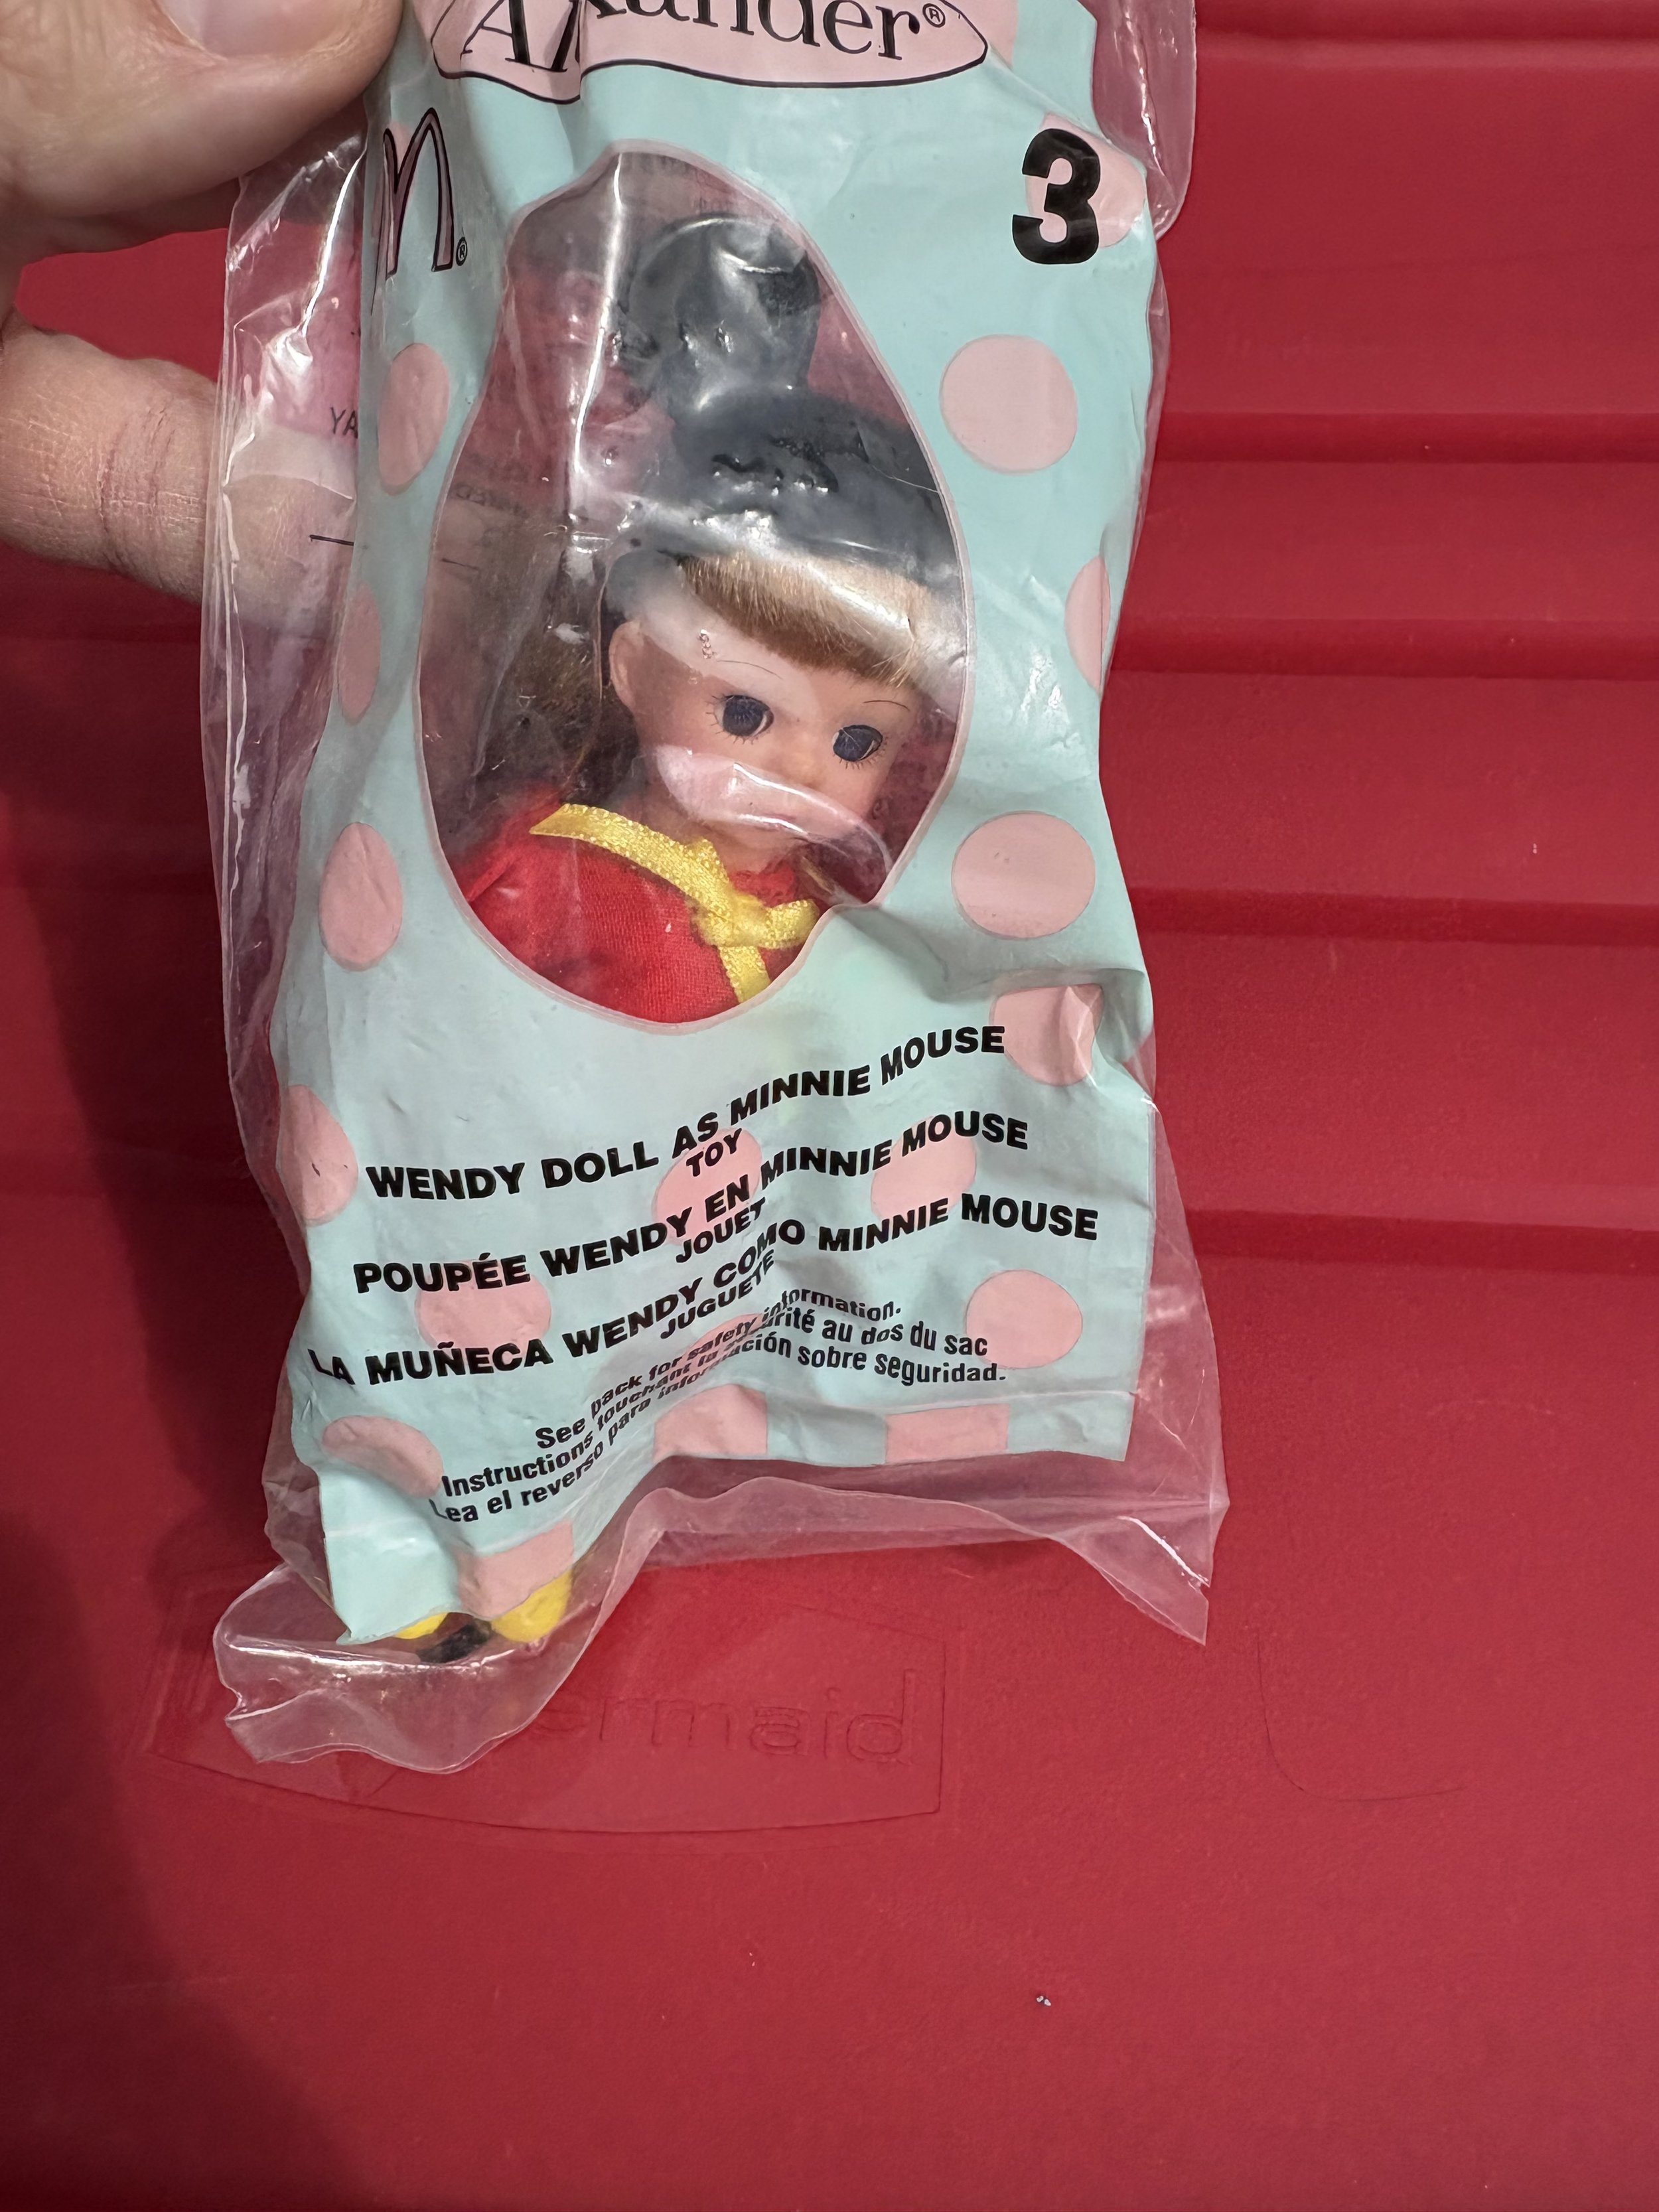 Alexander®
3
®
YA
WENDY DOLL AS MINNIE MOUSE
TOY
POUPÉE WENDY EN MINNIE MOUSE
JOUET
LA MUÑECA WENDY COMO MINNIE MOUSE
JUGUETE
See pack for safety information.
Instructions touchant la sécurité au dos du sac
Lea el reverso para información sobre seguridad.
ermaid